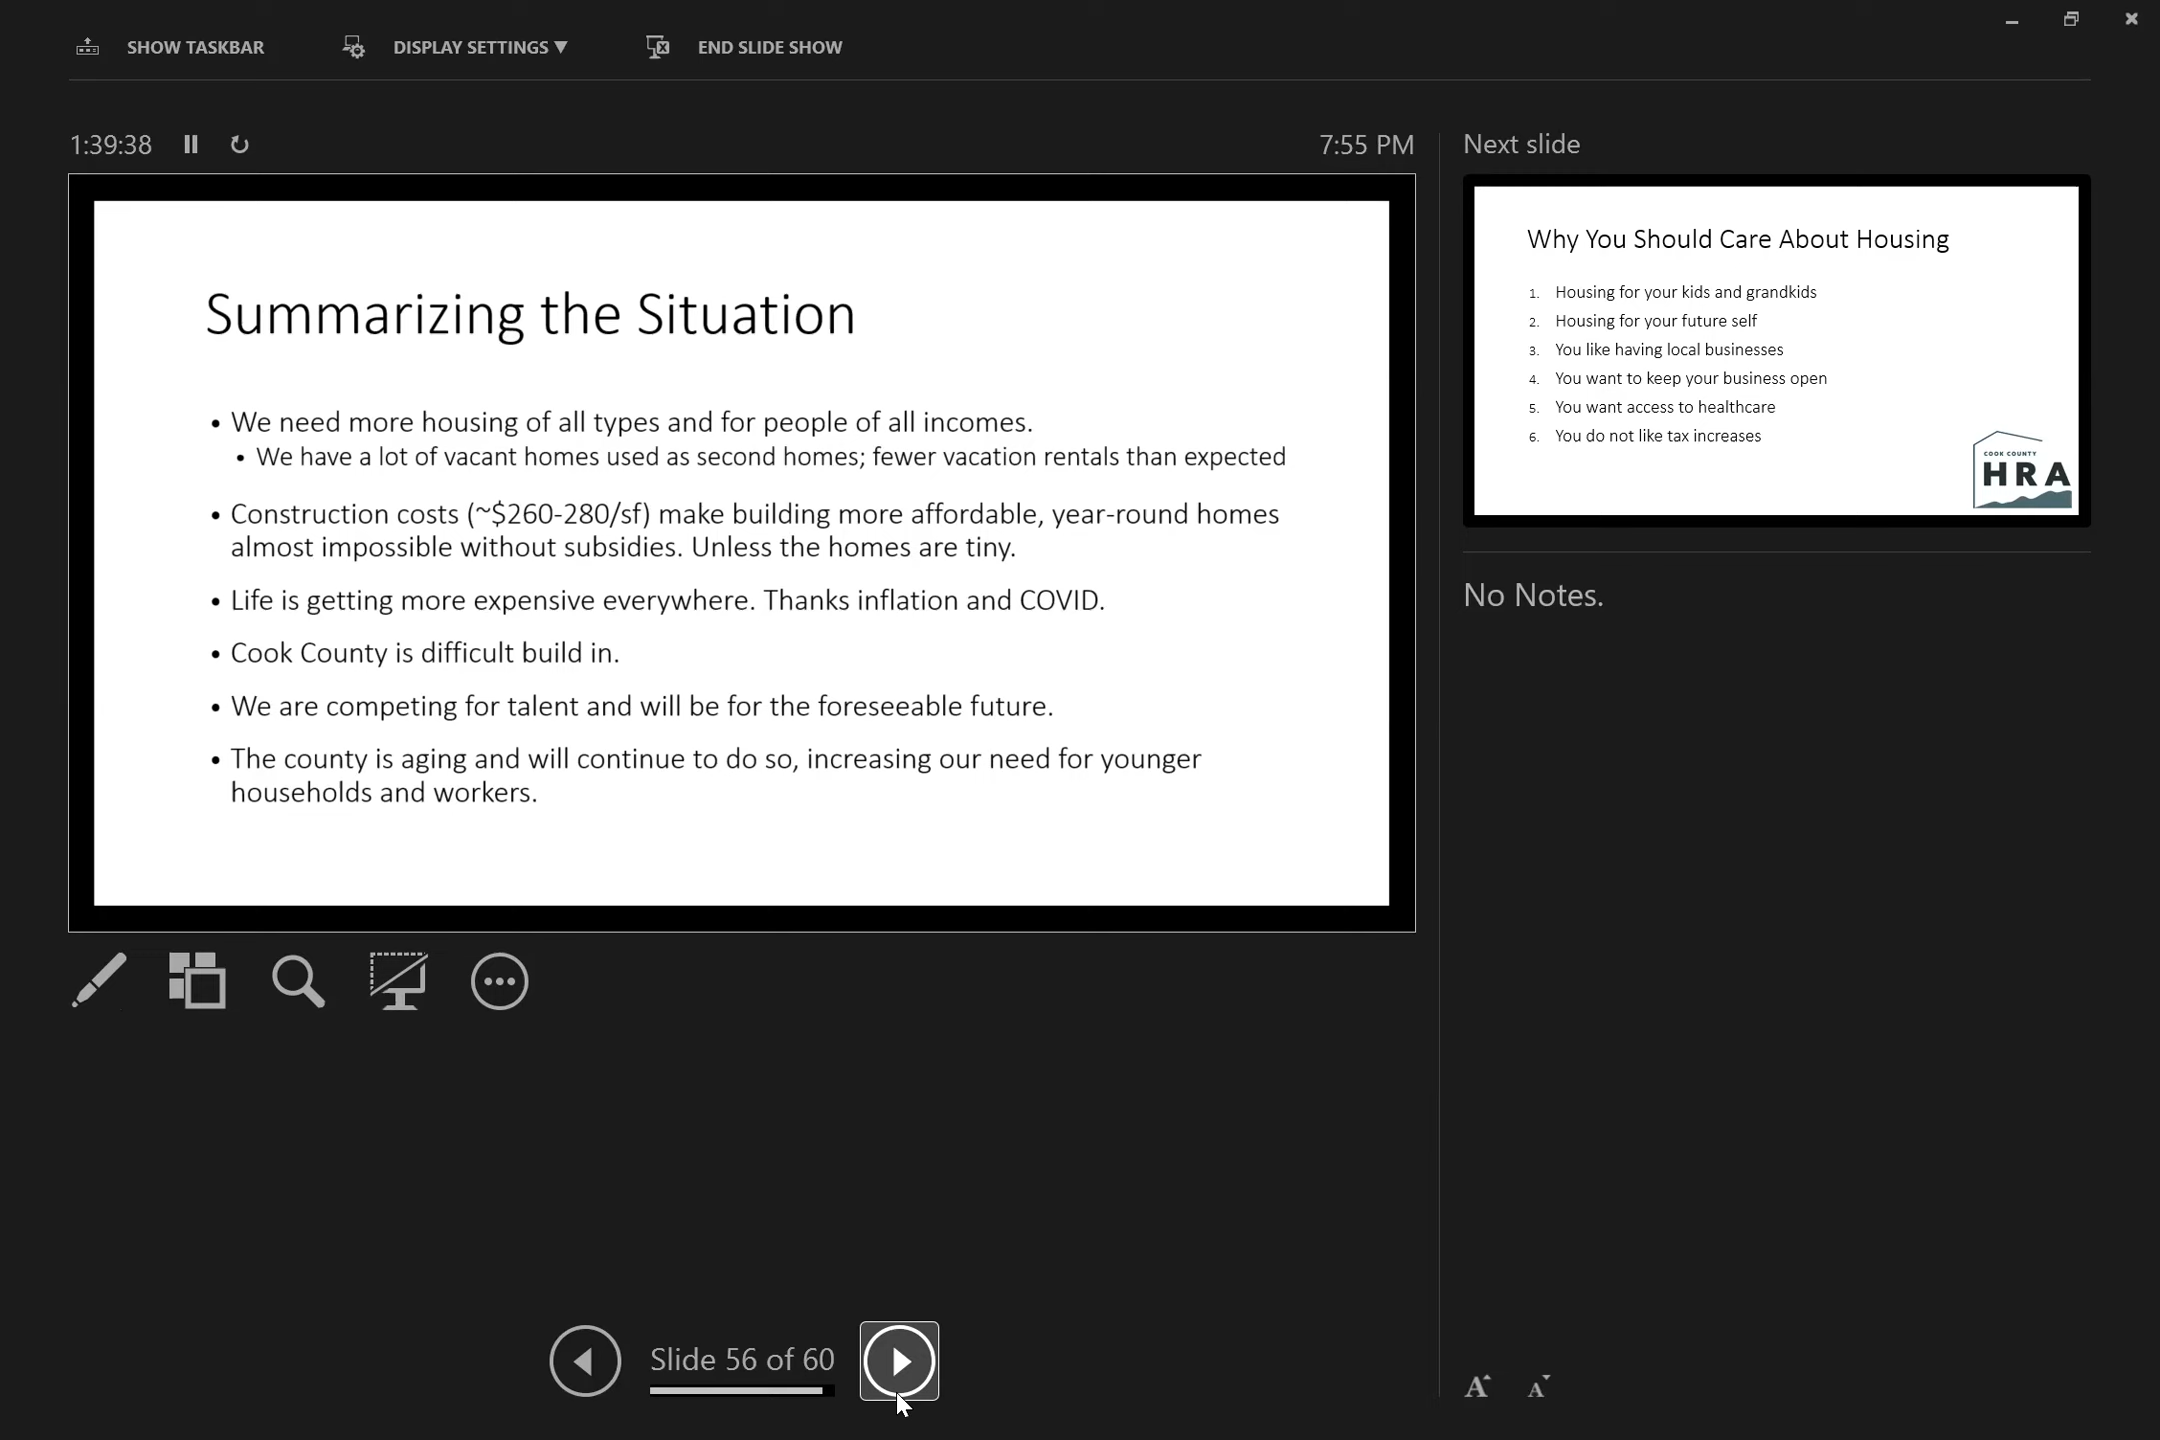 SHOW TASKBAR
DISPLAY SETTINGS ▼
END SLIDE SHOW
1:39:38
7:55 PM
Summarizing the Situation
• We need more housing of all types and for people of all incomes.
• We have a lot of vacant homes used as second homes; fewer vacation rentals than expected
• Construction costs (~$260-280/sf) make building more affordable, year-round homes
almost impossible without subsidies. Unless the homes are tiny.
• Life is getting more expensive everywhere. Thanks inflation and COVID.
• Cook County is difficult build in.
• We are competing for talent and will be for the foreseeable future.
• The county is aging and will continue to do so, increasing our need for younger
households and workers.
Slide 56 of 60
Next slide
Why You Should Care About Housing
1. Housing for your kids and grandkids
2. Housing for your future self
3. You like having local businesses
4. You want to keep your business open
5. You want access to healthcare
6. You do not like tax increases
COOK COUNTY
HRA
No Notes.
A
A